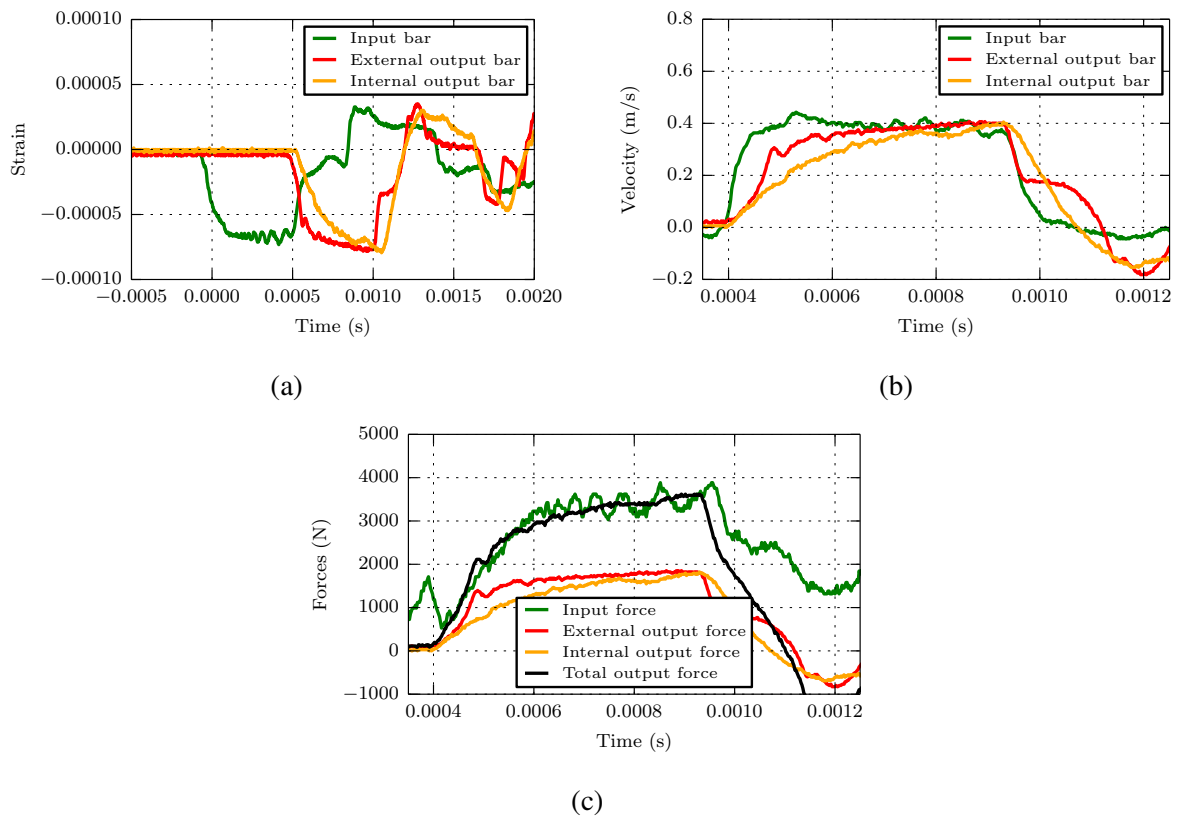 0.00010
0.00005
0.00000
−0.00005
−0.00010
Strain
Input bar
External output bar
Internal output bar
−0.0005
0.0000
0.0005
0.0010
0.0015
0.0020
Time (s)
(a)
0.8
0.6
0.4
0.2
0.0
−0.2
Velocity (m/s)
Input bar
External output bar
Internal output bar
0.0004
0.0006
0.0008
0.0010
0.0012
Time (s)
(b)
5000
4000
3000
2000
1000
0
−1000
Forces (N)
Input force
External output force
Internal output force
Total output force
0.0004
0.0006
0.0008
0.0010
0.0012
Time (s)
(c)